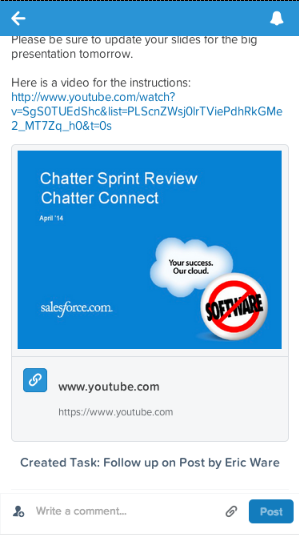 Please be sure to update your slides for the big
presentation tomorrow.
Here is a video for the instructions:
http://www.youtube.com/watch?
v=SgS0TUEdShc&list=PLScnZWsj0lrTViePdhRkGMe
2_MT7Zq_h0&t=0s
Chatter Sprint Review
Chatter Connect
April '14
Your success.
Our cloud.
SOFTWARE
salesforce.com.
www.youtube.com
https://www.youtube.com
Created Task: Follow up on Post by Eric Ware
Write a comment...
Post